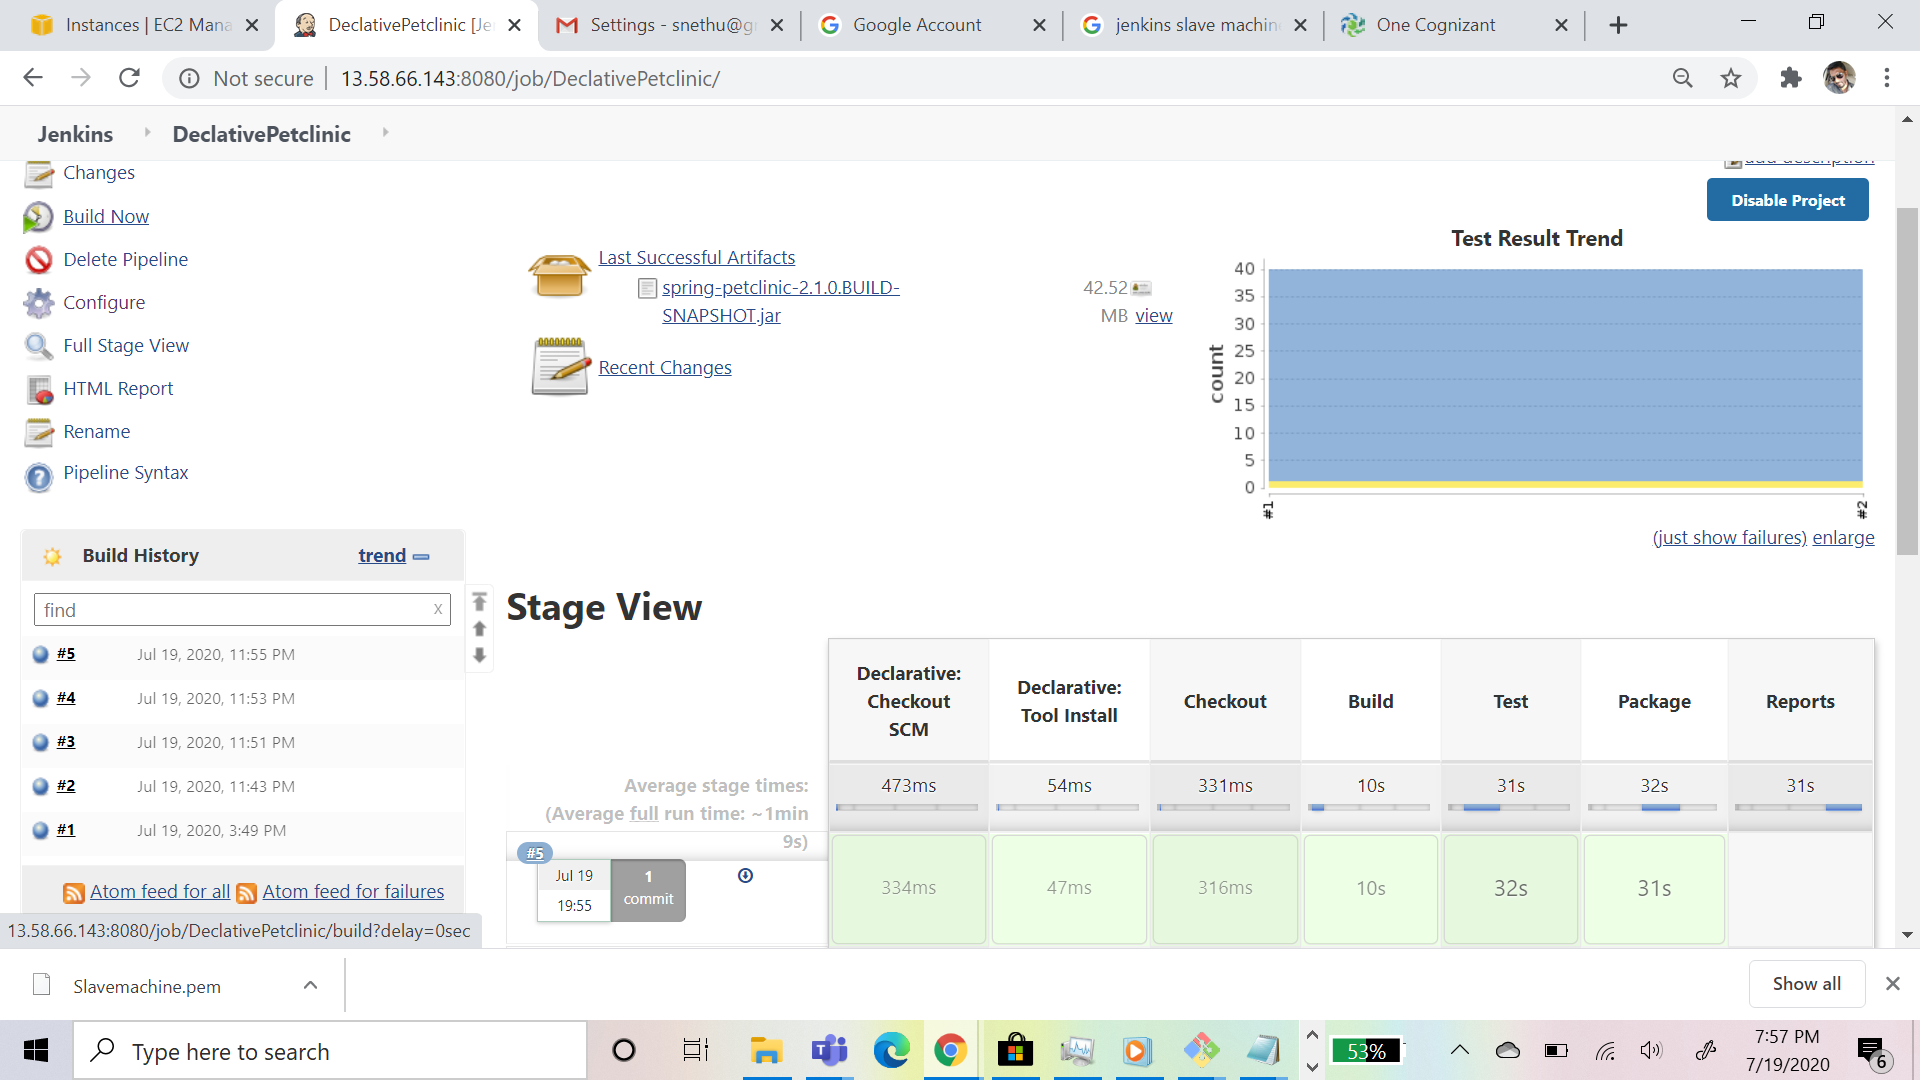 Instances | EC2 Mana
DeclativePetclinic [Je
Settings - snethu@g
Google Account
jenkins slave machin
One Cognizant
Not secure
13.58.66.143:8080/job/DeclativePetclinic/
Jenkins
DeclativePetclinic
add description
Changes
Build Now
Delete Pipeline
Configure
Full Stage View
HTML Report
Rename
Pipeline Syntax
Disable Project
Last Successful Artifacts
spring-petclinic-2.1.0.BUILD-
SNAPSHOT.jar
42.52
MB view
Recent Changes
Test Result Trend
40
35
30
25
20
15
10
5
0
count
#1
#2
(just show failures) enlarge
Build History
trend
find
x
#5 Jul 19, 2020, 11:55 PM
#4 Jul 19, 2020, 11:53 PM
#3 Jul 19, 2020, 11:51 PM
#2 Jul 19, 2020, 11:43 PM
#1 Jul 19, 2020, 3:49 PM
Atom feed for all Atom feed for failures
13.58.66.143:8080/job/DeclativePetclinic/build?delay=0sec
Stage View
Declarative:
Checkout
SCM
Declarative:
Tool Install
Checkout
Build
Test
Package
Reports
Average stage times:
(Average full run time: ~1min
9s)
473ms
54ms
331ms
10s
31s
32s
31s
#5
Jul 19
19:55
1
commit
334ms
47ms
316ms
10s
32s
31s
Slavemachine.pem
Show all
Type here to search
53%
7:57 PM
7/19/2020
6